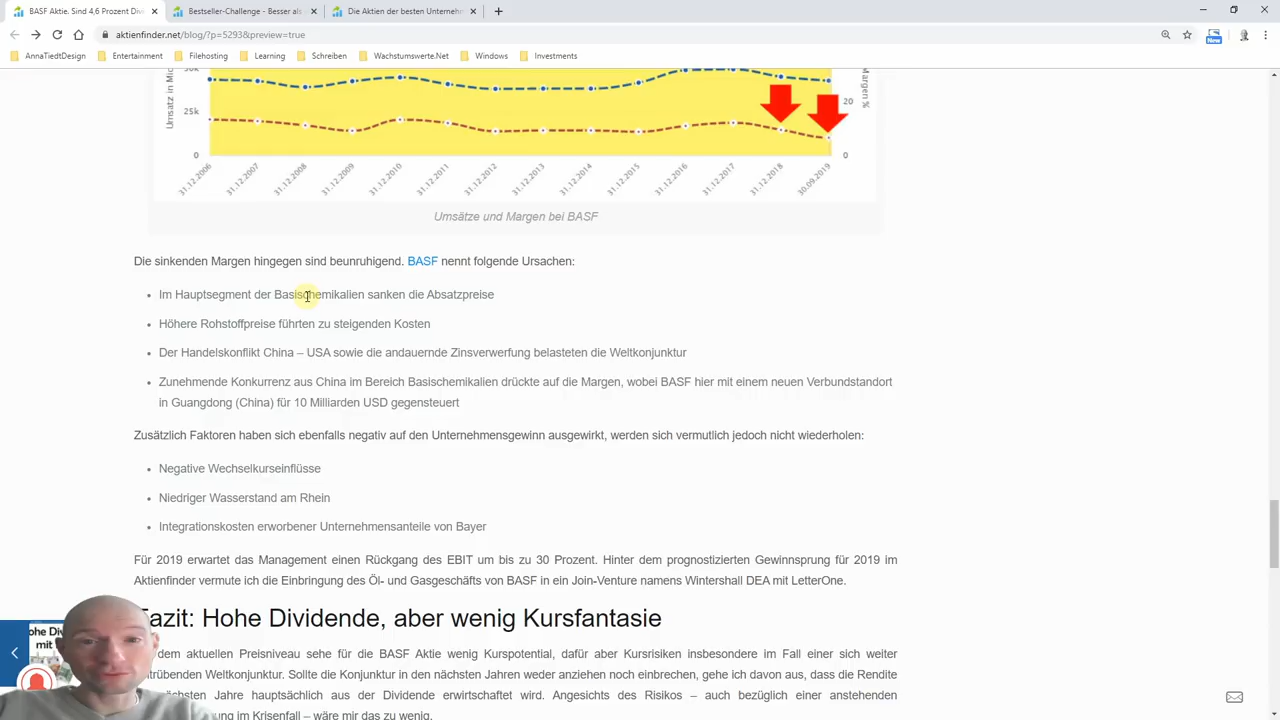 BASF Aktie. Sind 4,6 Prozent Divid
Bestseller-Challenge - Besser als
Die Aktien der besten Unternehm
aktienfinder.net/blog/?p=5293&preview=true
New
AnnaTiedtDesign
Entertainment
Filehosting
Learning
Schreiben
Wachstumswerte.Net
Windows
Investments
Umsatz in Mio
25k
0
Margen %
20
0
31.12.2006
31.12.2007
31.12.2008
31.12.2009
31.12.2010
31.12.2011
31.12.2012
31.12.2013
31.12.2014
31.12.2015
31.12.2016
31.12.2017
31.12.2018
30.09.2019
Umsätze und Margen bei BASF
Die sinkenden Margen hingegen sind beunruhigend. BASF nennt folgende Ursachen:
Im Hauptsegment der Basischemikalien sanken die Absatzpreise
Höhere Rohstoffpreise führten zu steigenden Kosten
Der Handelskonflikt China – USA sowie die andauernde Zinsverwerfung belasteten die Weltkonjunktur
Zunehmende Konkurrenz aus China im Bereich Basischemikalien drückte auf die Margen, wobei BASF hier mit einem neuen Verbundstandort
in Guangdong (China) für 10 Milliarden USD gegensteuert
Zusätzlich Faktoren haben sich ebenfalls negativ auf den Unternehmensgewinn ausgewirkt, werden sich vermutlich jedoch nicht wiederholen:
Negative Wechselkurseinflüsse
Niedriger Wasserstand am Rhein
Integrationskosten erworbener Unternehmensanteile von Bayer
Für 2019 erwartet das Management einen Rückgang des EBIT um bis zu 30 Prozent. Hinter dem prognostizierten Gewinnsprung für 2019 im
Aktienfinder vermute ich die Einbringung des Öl- und Gasgeschäfts von BASF in ein Join-Venture namens Wintershall DEA mit LetterOne.
azit: Hohe Dividende, aber wenig Kursfantasie
dem aktuellen Preisniveau sehe für die BASF Aktie wenig Kurspotential, dafür aber Kursrisiken insbesondere im Fall einer sich weiter
ntrübenden Weltkonjunktur. Sollte die Konjunktur in den nächsten Jahren weder anziehen noch einbrechen, gehe ich davon aus, dass die Rendite
ächsten Jahre hauptsächlich aus der Dividende erwirtschaftet wird. Angesichts des Risikos – auch bezüglich einer anstehenden
ung im Krisenfall – wäre mir das zu wenig.